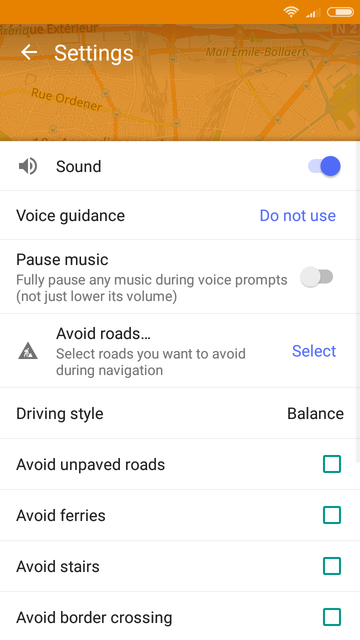 Extérieur
Mail Émile-Bollaert
N 2
Settings
Rue Ordener
Sound
Voice guidance
Do not use
Pause music
Fully pause any music during voice prompts
(not just lower its volume)
Avoid roads...
Select roads you want to avoid
during navigation
Select
Driving style
Balance
Avoid unpaved roads
Avoid ferries
Avoid stairs
Avoid border crossing